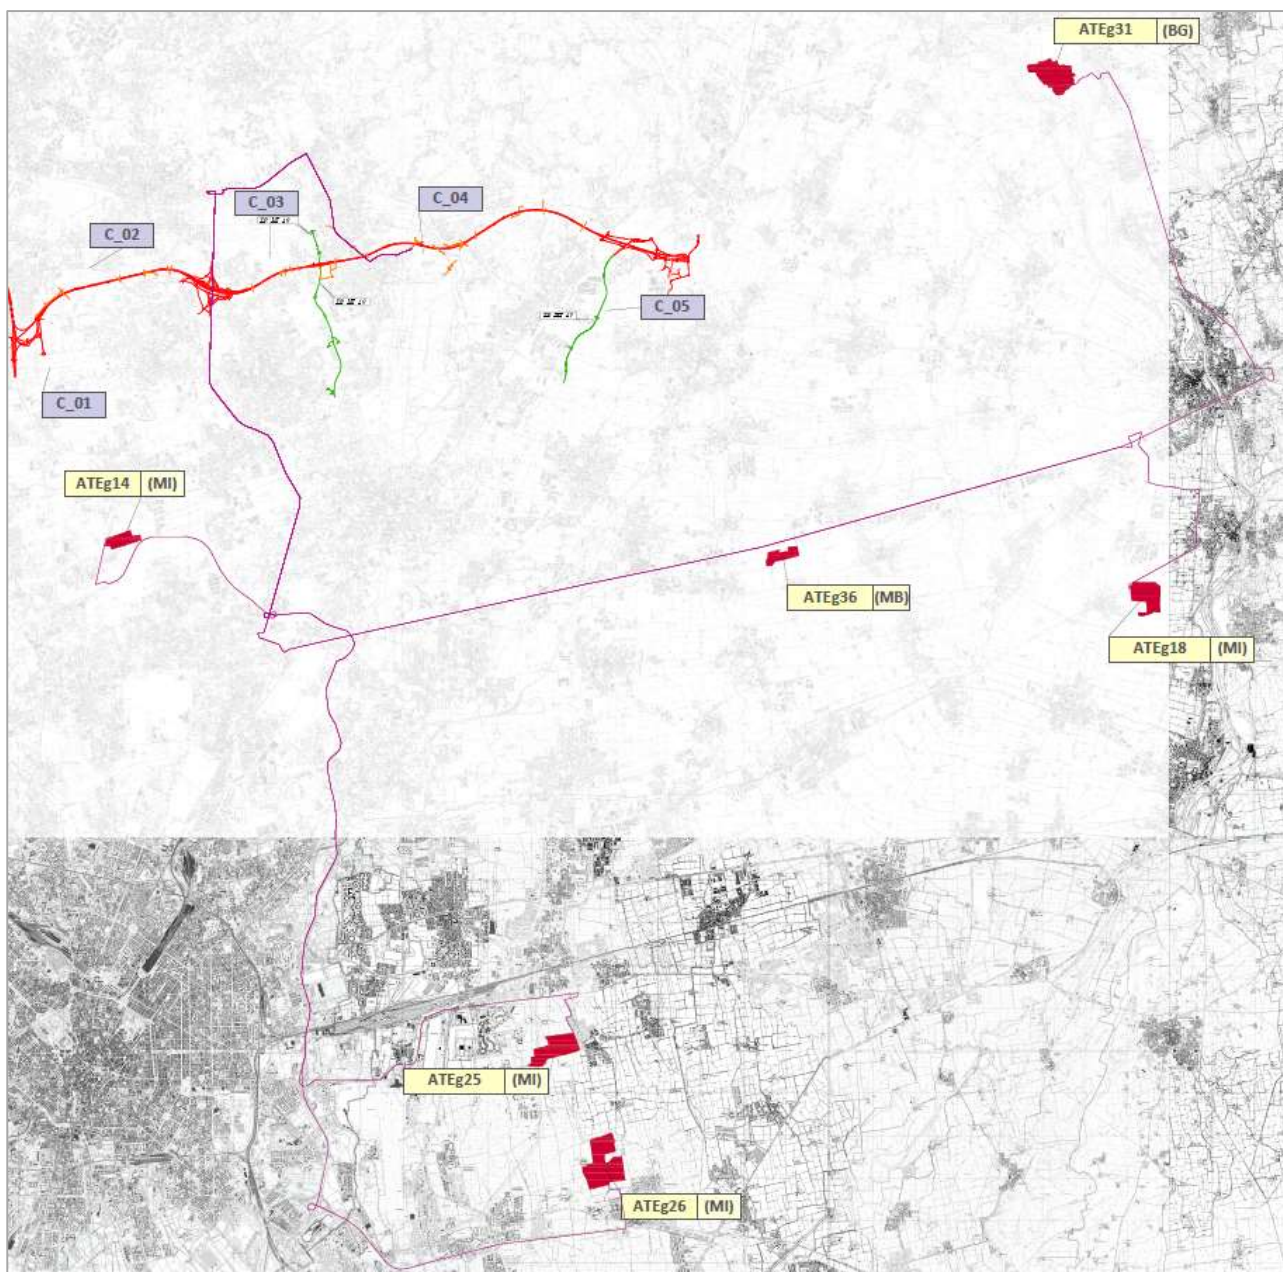 ATEg31 (BG)
C_03
C_04
C_02
C_05
C_01
ATEg14 (MI)
ATEg36 (MB)
ATEg18 (MI)
ATEg25 (MI)
ATEg26 (MI)